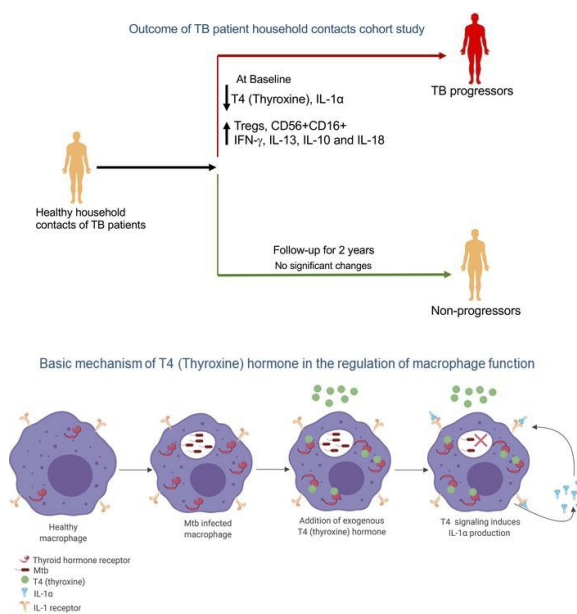 Outcome of TB patient household contacts cohort study
At Baseline
T4 (Thyroxine), IL-1α
Tregs, CD56+CD16+
IFN-γ, IL-13, IL-10 and IL-18
TB progressors
Healthy household
contacts of TB patients
Follow-up for 2 years
No significant changes
Non-progressors
Basic mechanism of T4 (Thyroxine) hormone in the regulation of macrophage function
Healthy
macrophage
Mtb infected
macrophage
Addition of exogenous
T4 (thyroxine) hormone
T4 signaling induces
IL-1α production
Thyroid hormone receptor
Mtb
T4 (thyroxine)
IL-1α
IL-1 receptor